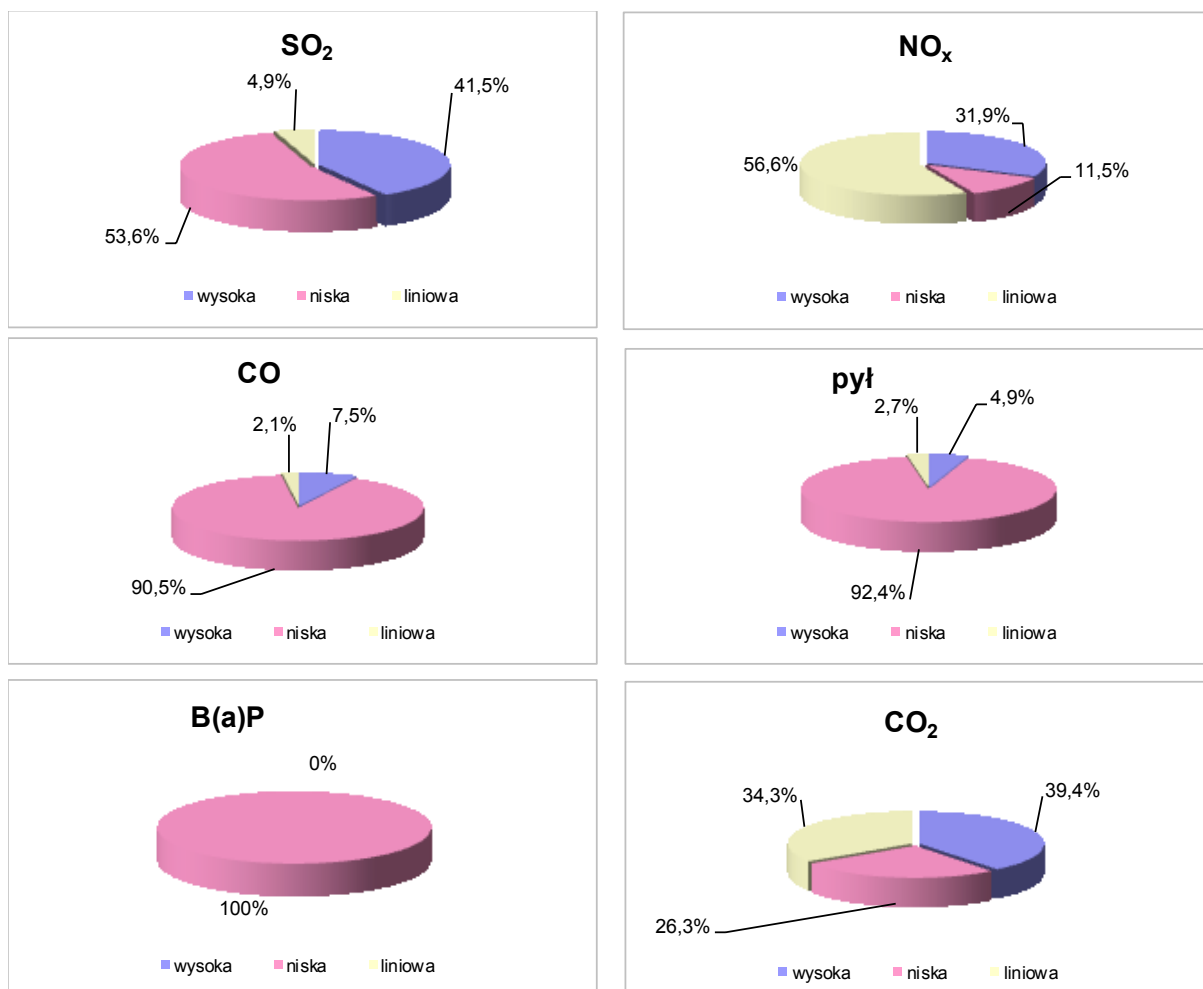 SO₂
4,9%
41,5%
53,6%
wysoka niska liniowa
NOₓ
31,9%
56,6%
11,5%
wysoka niska liniowa
CO
2,1%
7,5%
90,5%
wysoka niska liniowa
pył
2,7%
4,9%
92,4%
wysoka niska liniowa
B(a)P
0%
100%
wysoka niska liniowa
CO₂
34,3%
39,4%
26,3%
wysoka niska liniowa